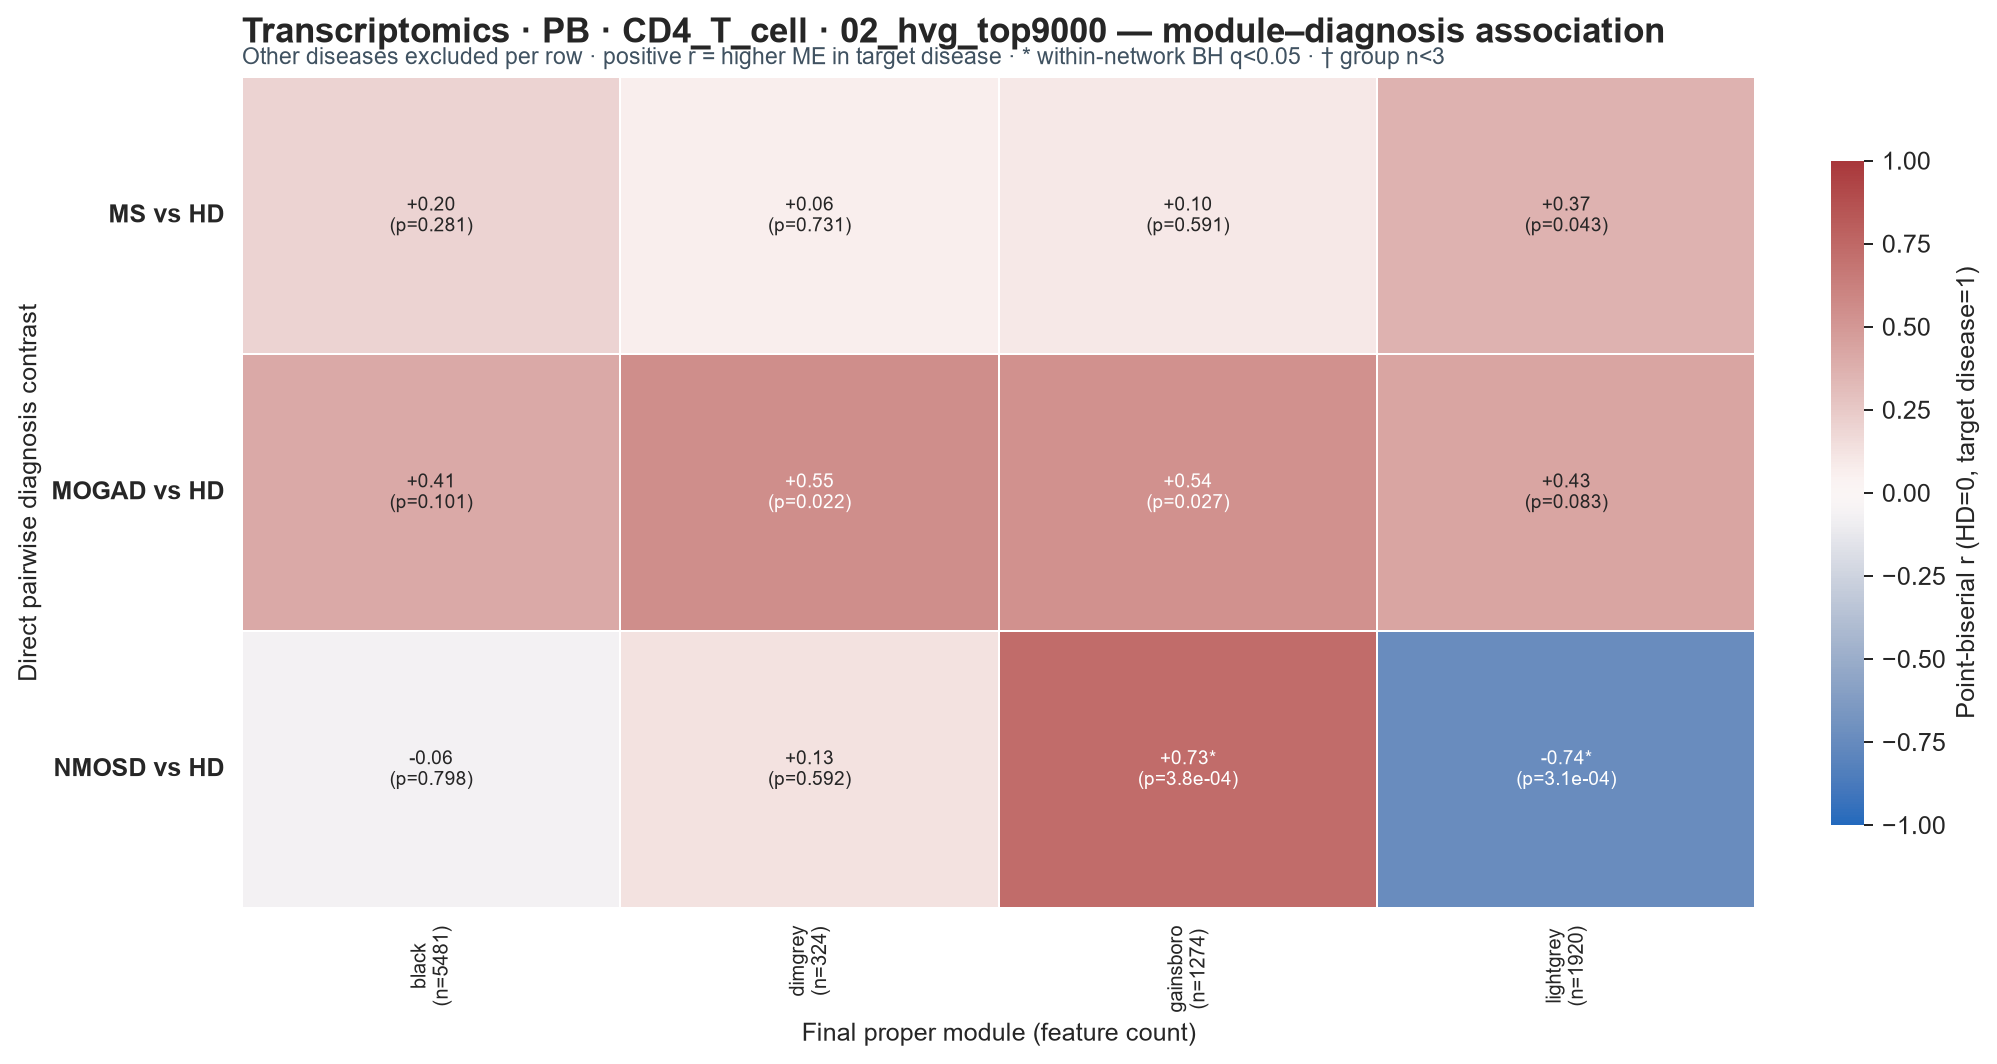 Transcriptomics · PB · CD4_T_cell · 02_hvg_top9000 — module–diagnosis association
Other diseases excluded per row · positive r = higher ME in target disease · * within-network BH q<0.05 · † group n<3
Direct pairwise diagnosis contrast
MS vs HD
+0.20
(p=0.281)
+0.06
(p=0.731)
+0.10
(p=0.591)
+0.37
(p=0.043)
MOGAD vs HD
+0.41
(p=0.101)
+0.55
(p=0.022)
+0.54
(p=0.027)
+0.43
(p=0.083)
NMOSD vs HD
-0.06
(p=0.798)
+0.13
(p=0.592)
+0.73*
(p=3.8e-04)
-0.74*
(p=3.1e-04)
black
(n=5481)
dimgrey
(n=324)
gainsboro
(n=1274)
lightgrey
(n=1920)
Final proper module (feature count)
1.00
0.75
0.50
0.25
0.00
−0.25
−0.50
−0.75
−1.00
Point-biserial r (HD=0, target disease=1)